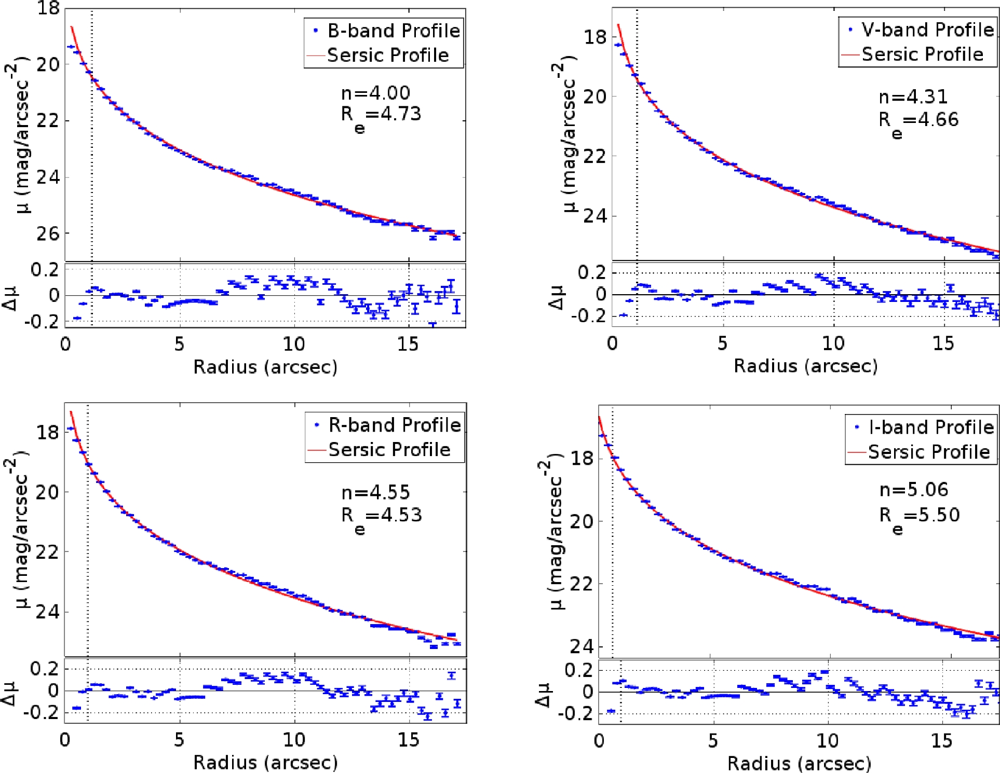 18
20
22
24
26
μ (mag/arcsec-2)
B-band Profile
Sersic Profile
n=4.00
Re=4.73
0.2
0
-0.2
Δμ
0 5 10 15
Radius (arcsec)
18
20
22
24
μ (mag/arcsec-2)
V-band Profile
Sersic Profile
n=4.31
Re=4.66
0.2
0
-0.2
Δμ
0 5 10 15
Radius (arcsec)
18
20
22
24
μ (mag/arcsec-2)
R-band Profile
Sersic Profile
n=4.55
Re=4.53
0.2
0
-0.2
Δμ
0 5 10 15
Radius (arcsec)
18
20
22
24
μ (mag/arcsec-2)
I-band Profile
Sersic Profile
n=5.06
Re=5.50
0.2
0
-0.2
Δμ
0 5 10 15
Radius (arcsec)